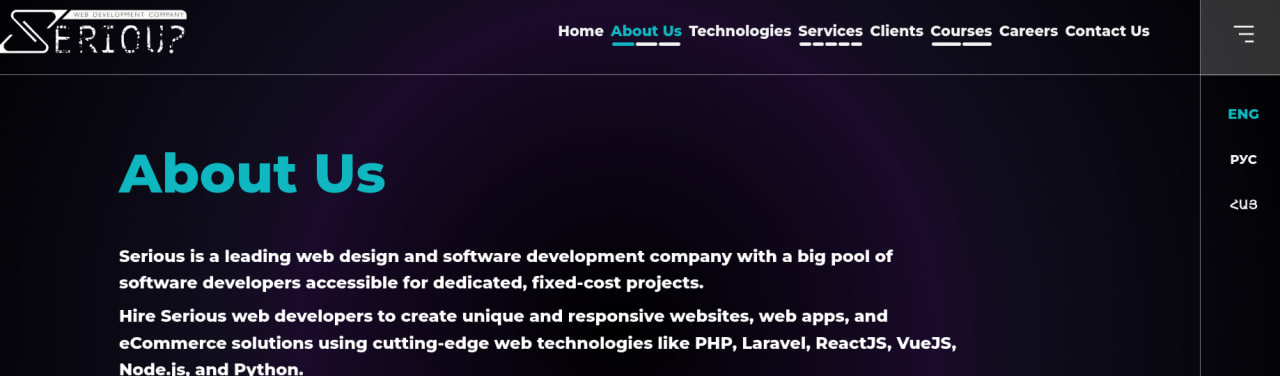 WEB DEVELOPMENT COMPANY
SERIOU?
Home About Us Technologies Services Clients Courses Careers Contact Us
ENG
РУС
ՀԱՅ
About Us
Serious is a leading web design and software development company with a big pool of
software developers accessible for dedicated, fixed-cost projects.
Hire Serious web developers to create unique and responsive websites, web apps, and
eCommerce solutions using cutting-edge web technologies like PHP, Laravel, ReactJS, VueJS,
Node.js, and Python.